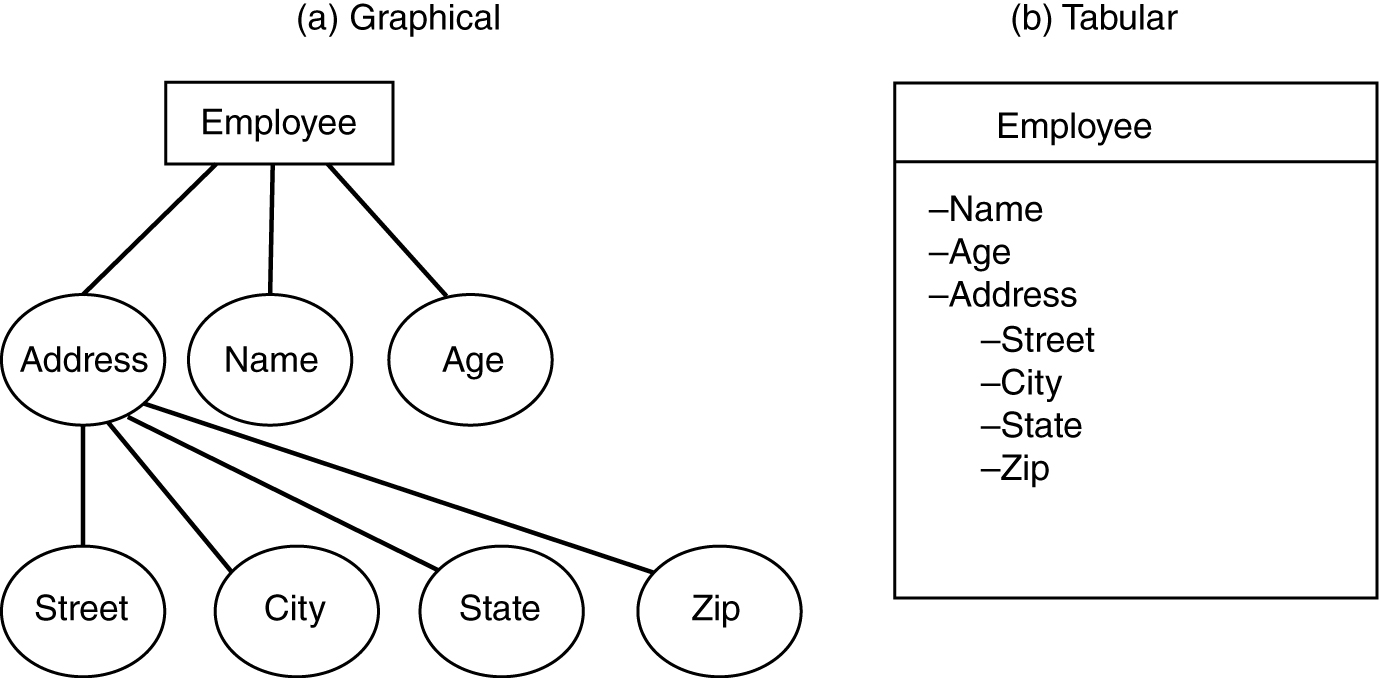 (a) Graphical
Employee
Address
Name
Age
Street
City
State
Zip
(b) Tabular
Employee
–Name
–Age
–Address
–Street
–City
–State
–Zip